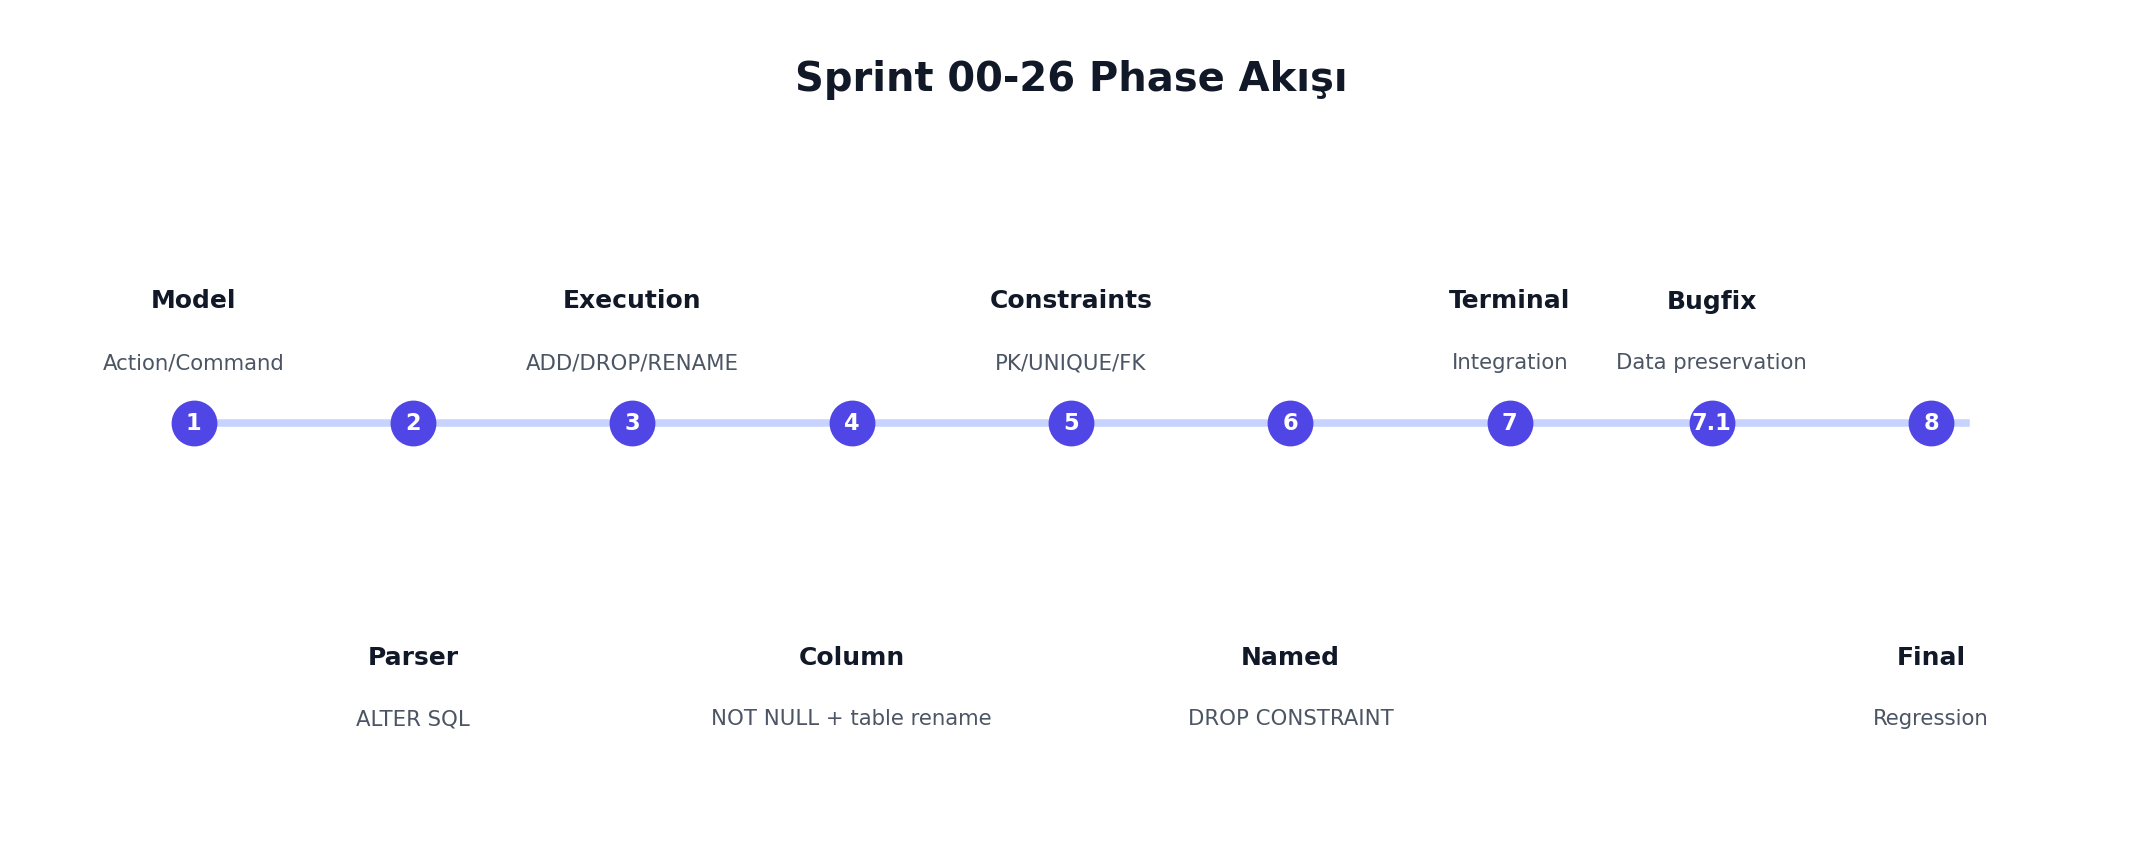 Sprint 00-26 Phase Akışı
Model
Action/Command
1
Parser
ALTER SQL
2
Execution
ADD/DROP/RENAME
3
Column
NOT NULL + table rename
4
Constraints
PK/UNIQUE/FK
5
Named
DROP CONSTRAINT
6
Terminal
Integration
7
Bugfix
Data preservation
7.1
Final
Regression
8